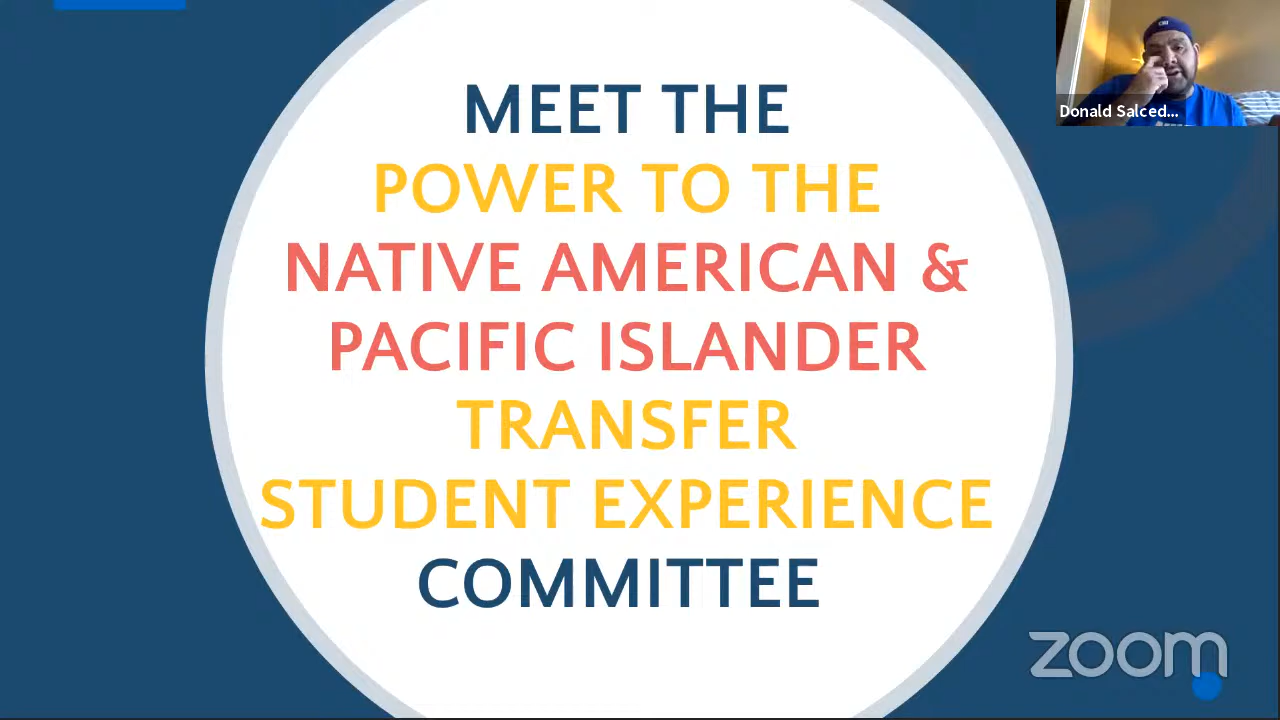 MEET THE
POWER TO THE
NATIVE AMERICAN &
PACIFIC ISLANDER
TRANSFER
STUDENT EXPERIENCE
COMMITTEE
Donald Salced...
zoom